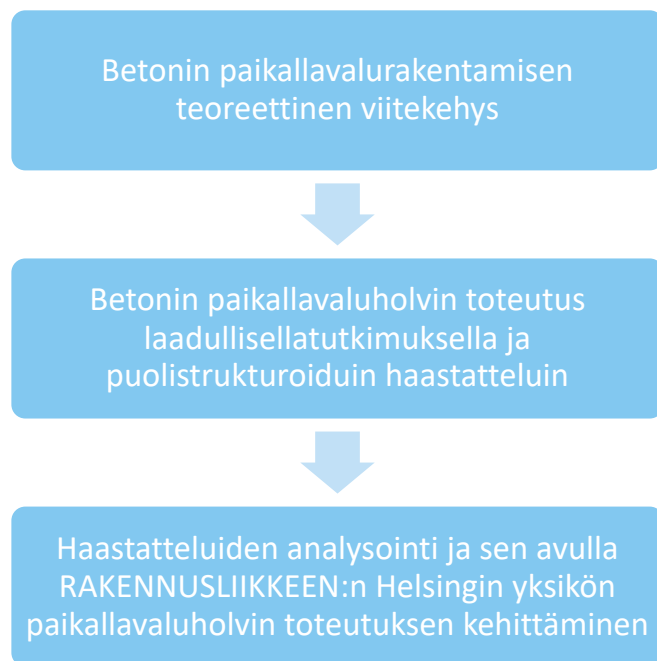 Betonin paikallavalurakentamisen
teoreettinen viitekehys
Betonin paikallavaluholvin toteutus
laadullisellatutkimuksella ja
puolistrukturoiduin haastatteluin
Haastatteluiden analysointi ja sen avulla
RAKENNUSLIIKKEEN:n Helsingin yksikön
paikallavaluholvin toteutuksen kehittäminen